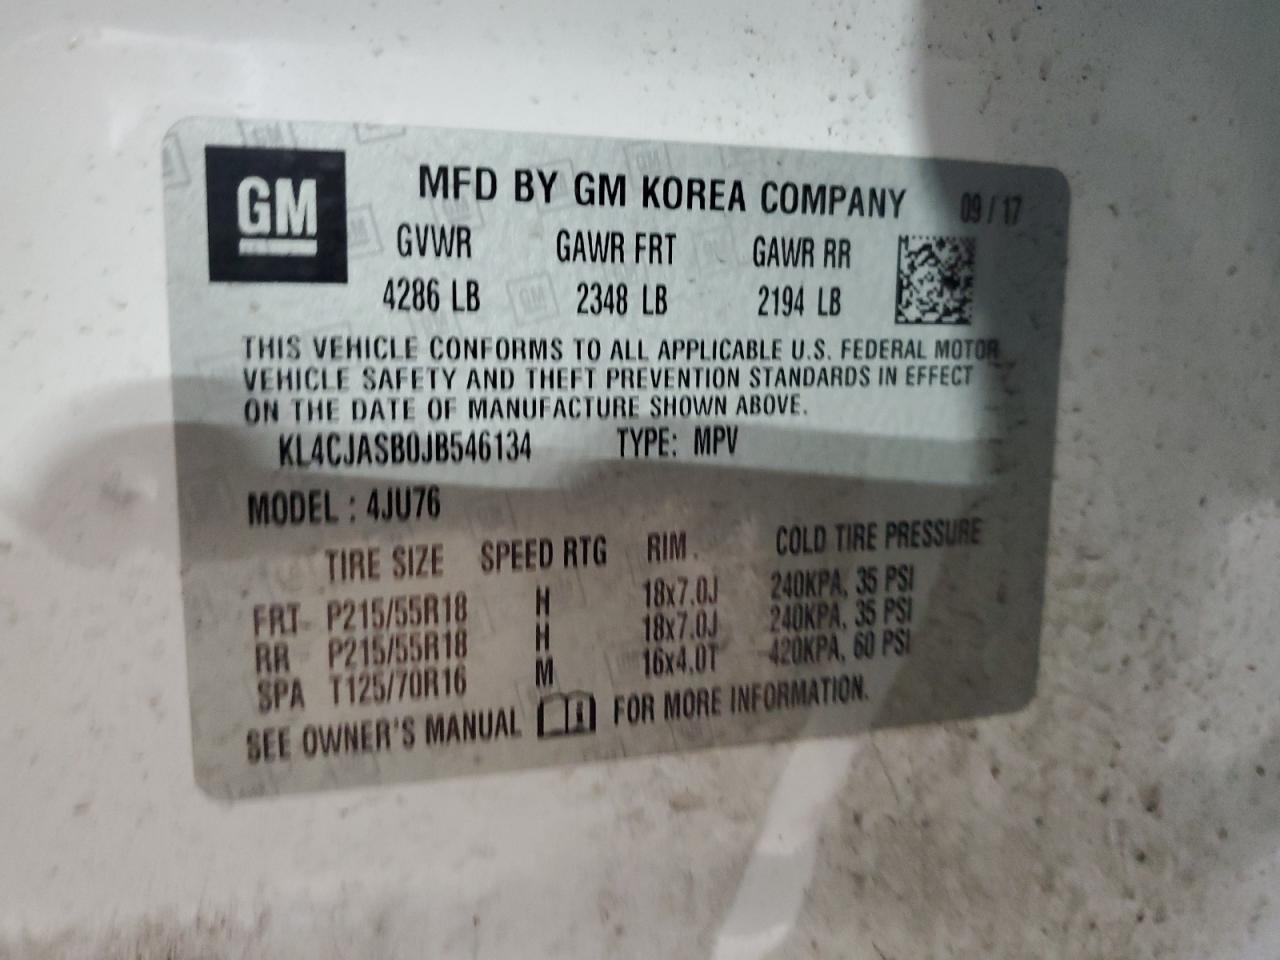 GM
MFD BY GM KOREA COMPANY 09/17
GVWR GAWR FRT GAWR RR
4286 LB 2348 LB 2194 LB
THIS VEHICLE CONFORMS TO ALL APPLICABLE U.S. FEDERAL MOTOR
VEHICLE SAFETY AND THEFT PREVENTION STANDARDS IN EFFECT
ON THE DATE OF MANUFACTURE SHOWN ABOVE.
KL4CJASB0JB546134 TYPE: MPV
MODEL : 4JU76
TIRE SIZE SPEED RTG RIM COLD TIRE PRESSURE
FRT P215/55R18 H 18x7.0J 240KPA, 35 PSI
RR P215/55R18 H 18x7.0J 240KPA, 35 PSI
SPA T125/70R16 M 16x4.0T 420KPA, 60 PSI
SEE OWNER'S MANUAL FOR MORE INFORMATION.